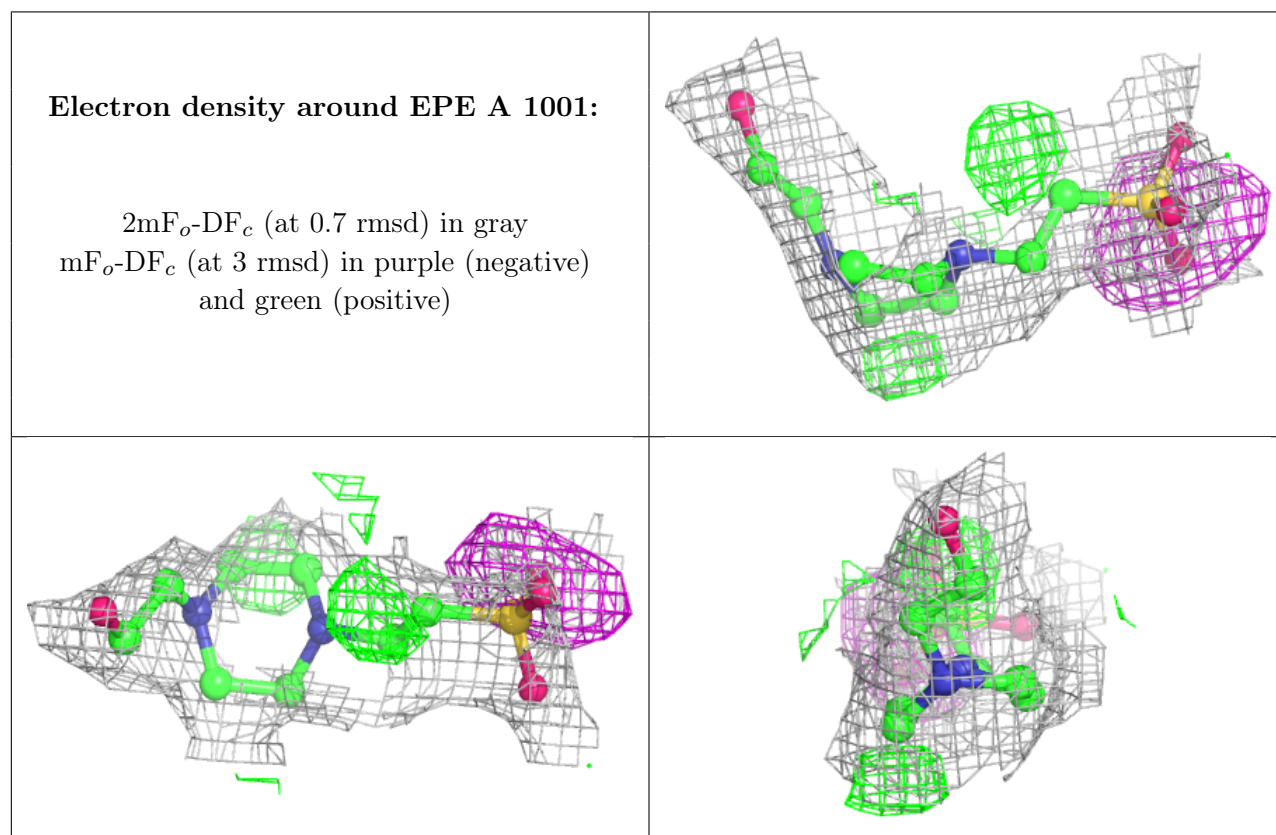 Electron density around EPE A 1001:
2mFo-DFc (at 0.7 rmsd) in gray
mFo-DFc (at 3 rmsd) in purple (negative)
and green (positive)